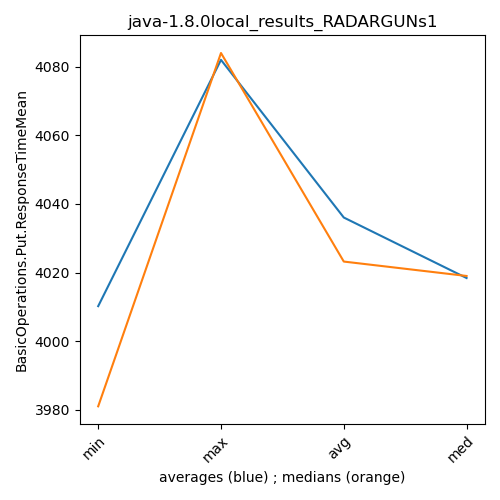 java-1.8.0local_results_RADARGUNs1
BasicOperations.Put.ResponseTimeMean
4080
4060
4040
4020
4000
3980
min
max
avg
med
averages (blue) ; medians (orange)